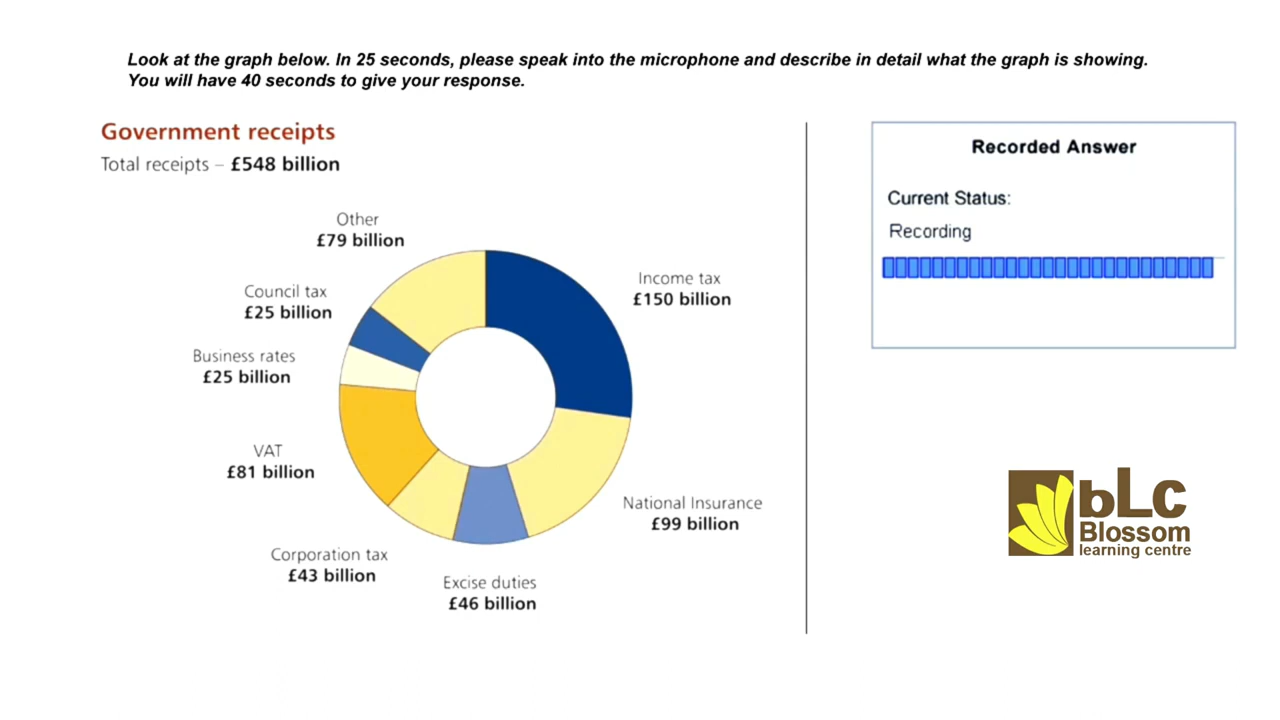 Look at the graph below. In 25 seconds, please speak into the microphone and describe in detail what the graph is showing.
You will have 40 seconds to give your response.
Government receipts
Total receipts – £548 billion
Other
£79 billion
Income tax
£150 billion
Council tax
£25 billion
Business rates
£25 billion
VAT
£81 billion
National Insurance
£99 billion
Corporation tax
£43 billion
Excise duties
£46 billion
Recorded Answer
Current Status:
Recording
bLc
Blossom
learning centre